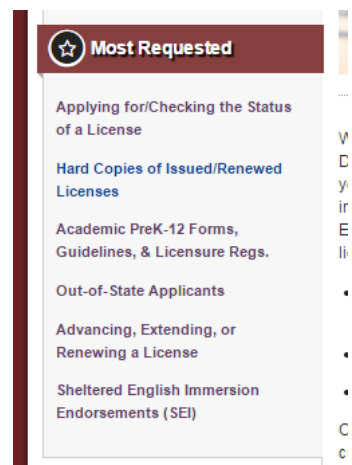 Most Requested
Applying for/Checking the Status
of a License
Hard Copies of Issued/Renewed
Licenses
Academic PreK-12 Forms,
Guidelines, & Licensure Regs.
Out-of-State Applicants
Advancing, Extending, or
Renewing a License
Sheltered English Immersion
Endorsements (SEI)